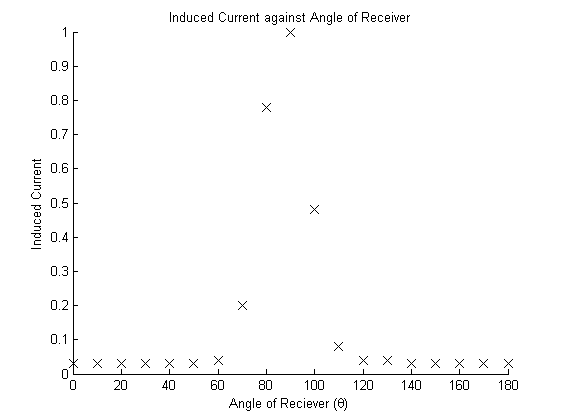 Induced Current against Angle of Receiver
1
0.9
0.8
0.7
0.6
0.5
0.4
0.3
0.2
0.1
0
Induced Current
0 20 40 60 80 100 120 140 160 180
Angle of Reciever (θ)